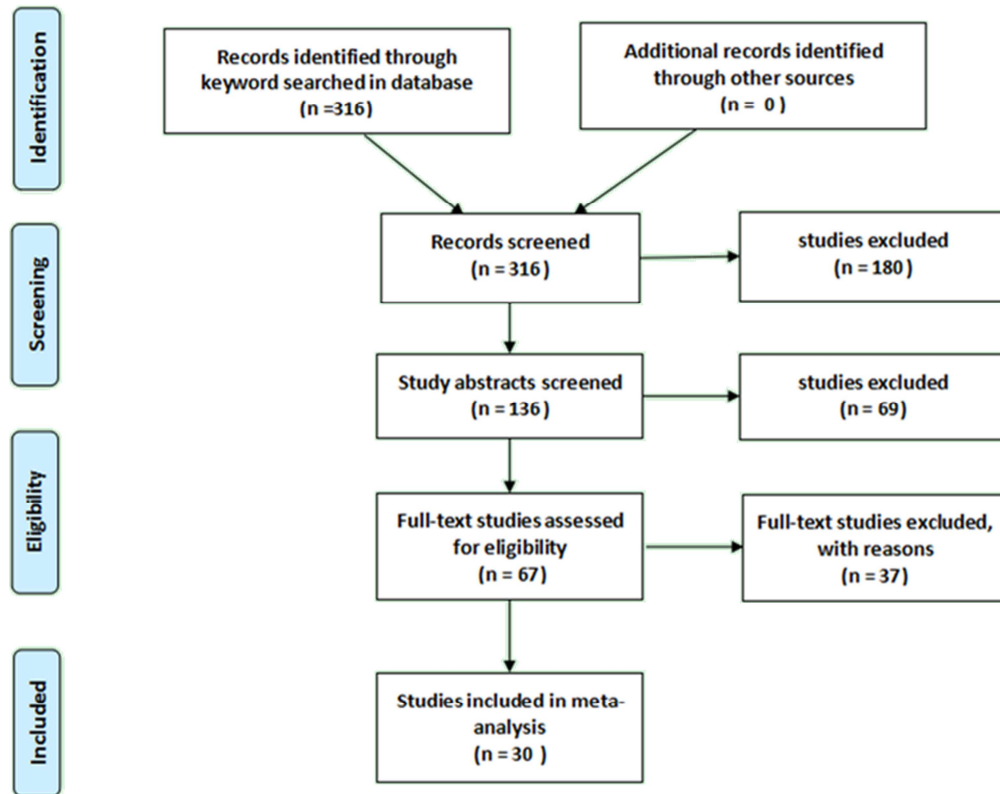 Identification
Records identified through
keyword searched in database
(n =316)
Additional records identified
through other sources
(n = 0 )
Screening
Records screened
(n = 316)
studies excluded
(n = 180)
Study abstracts screened
(n = 136)
studies excluded
(n = 69)
Eligibility
Full-text studies assessed
for eligibility
(n = 67)
Full-text studies excluded,
with reasons
(n = 37)
Included
Studies included in meta-
analysis
(n = 30 )